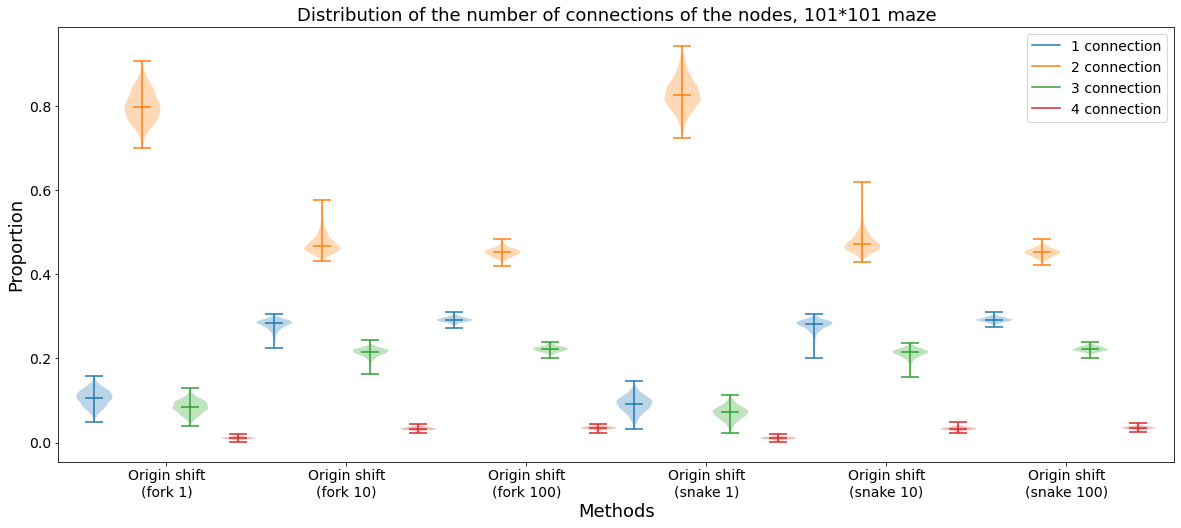 Distribution of the number of connections of the nodes, 101*101 maze
1 connection
2 connection
3 connection
4 connection
Proportion
0.8
0.6
0.4
0.2
0.0
Origin shift
(fork 1)
Origin shift
(fork 10)
Origin shift
(fork 100)
Origin shift
(snake 1)
Origin shift
(snake 10)
Origin shift
(snake 100)
Methods